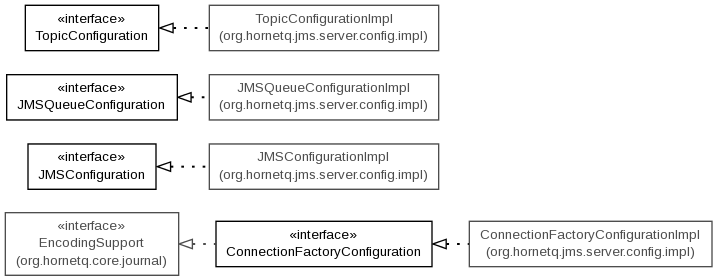 «interface»
TopicConfiguration
TopicConfigurationImpl
(org.hornetq.jms.server.config.impl)
«interface»
JMSQueueConfiguration
JMSQueueConfigurationImpl
(org.hornetq.jms.server.config.impl)
«interface»
JMSConfiguration
JMSConfigurationImpl
(org.hornetq.jms.server.config.impl)
«interface»
EncodingSupport
(org.hornetq.core.journal)
«interface»
ConnectionFactoryConfiguration
ConnectionFactoryConfigurationImpl
(org.hornetq.jms.server.config.impl)